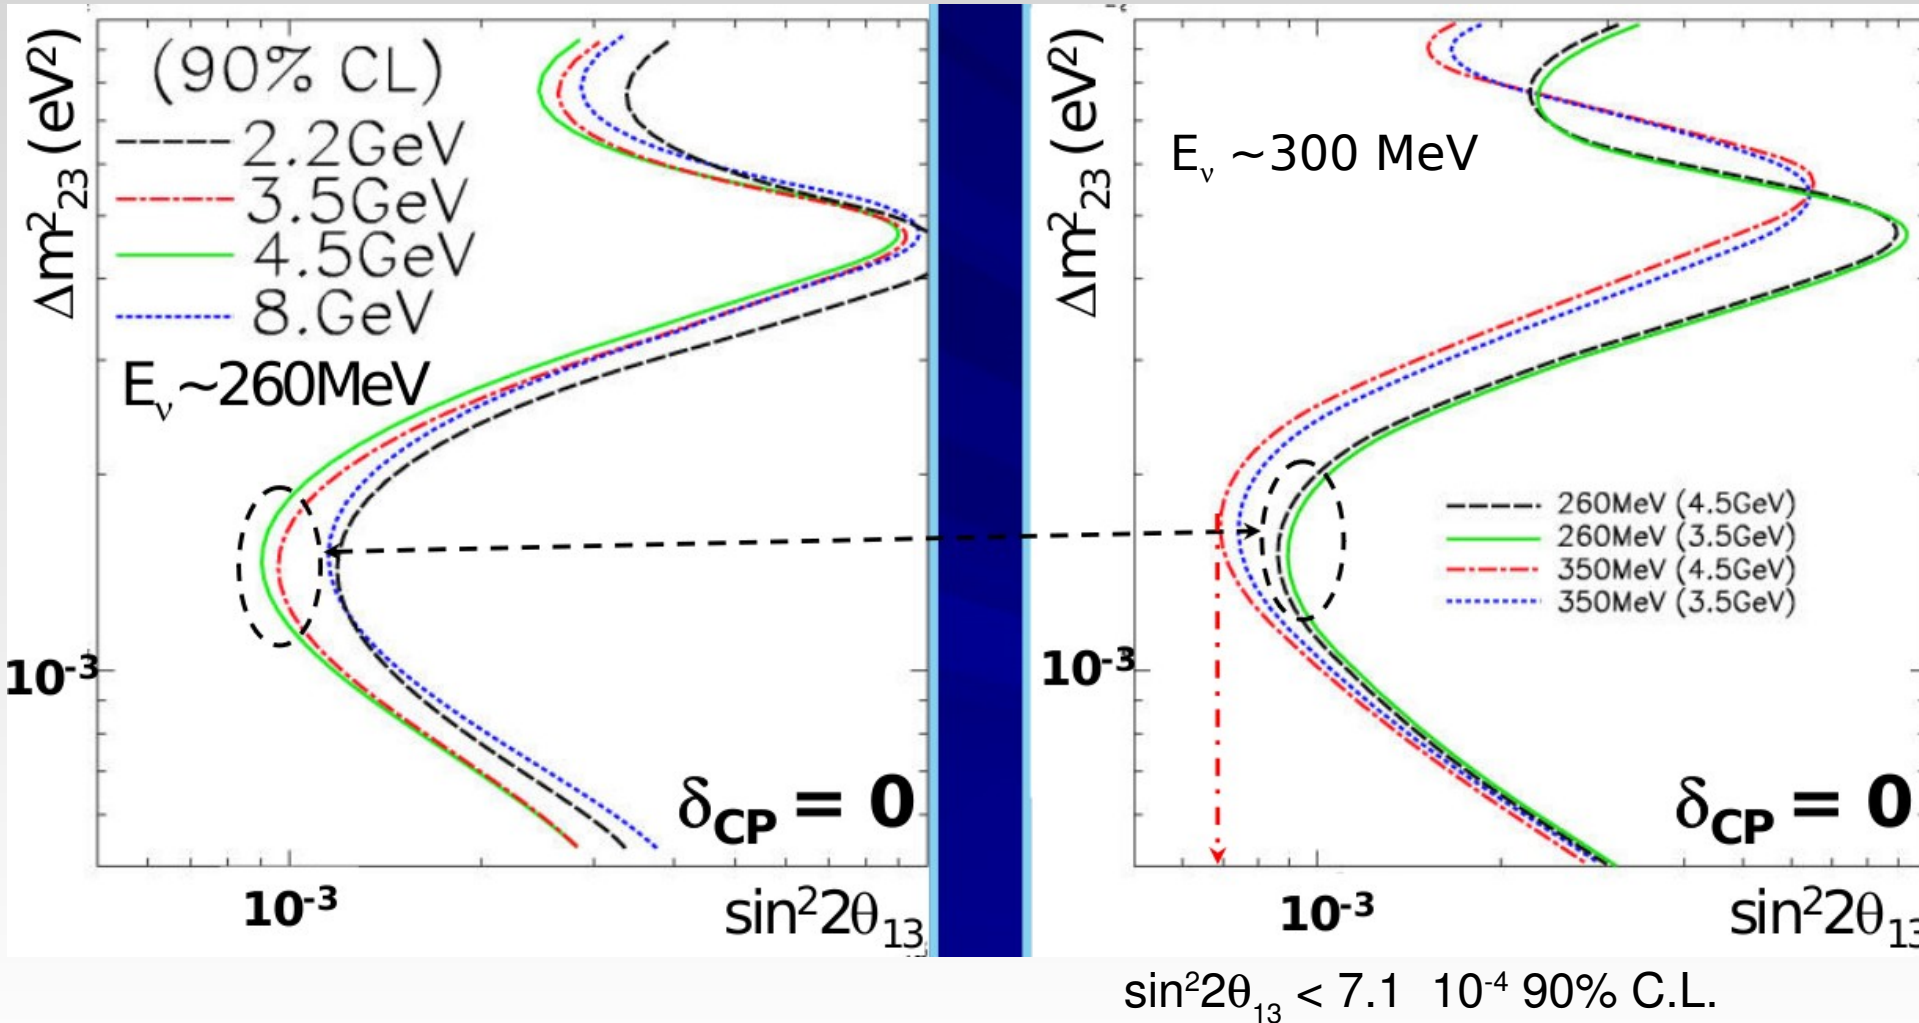 Δm²₂₃ (eV²)
(90% CL)
2.2GeV
3.5GeV
4.5GeV
8.GeV
Eᵥ~260MeV
10⁻³
δCP = 0
10⁻³
sin²2θ₁₃
Δm²₂₃ (eV²)
Eᵥ ~300 MeV
260MeV (4.5GeV)
260MeV (3.5GeV)
350MeV (4.5GeV)
350MeV (3.5GeV)
10⁻³
δCP = 0
10⁻³
sin²2θ₁₃
sin²2θ₁₃ < 7.1 10⁻⁴ 90% C.L.